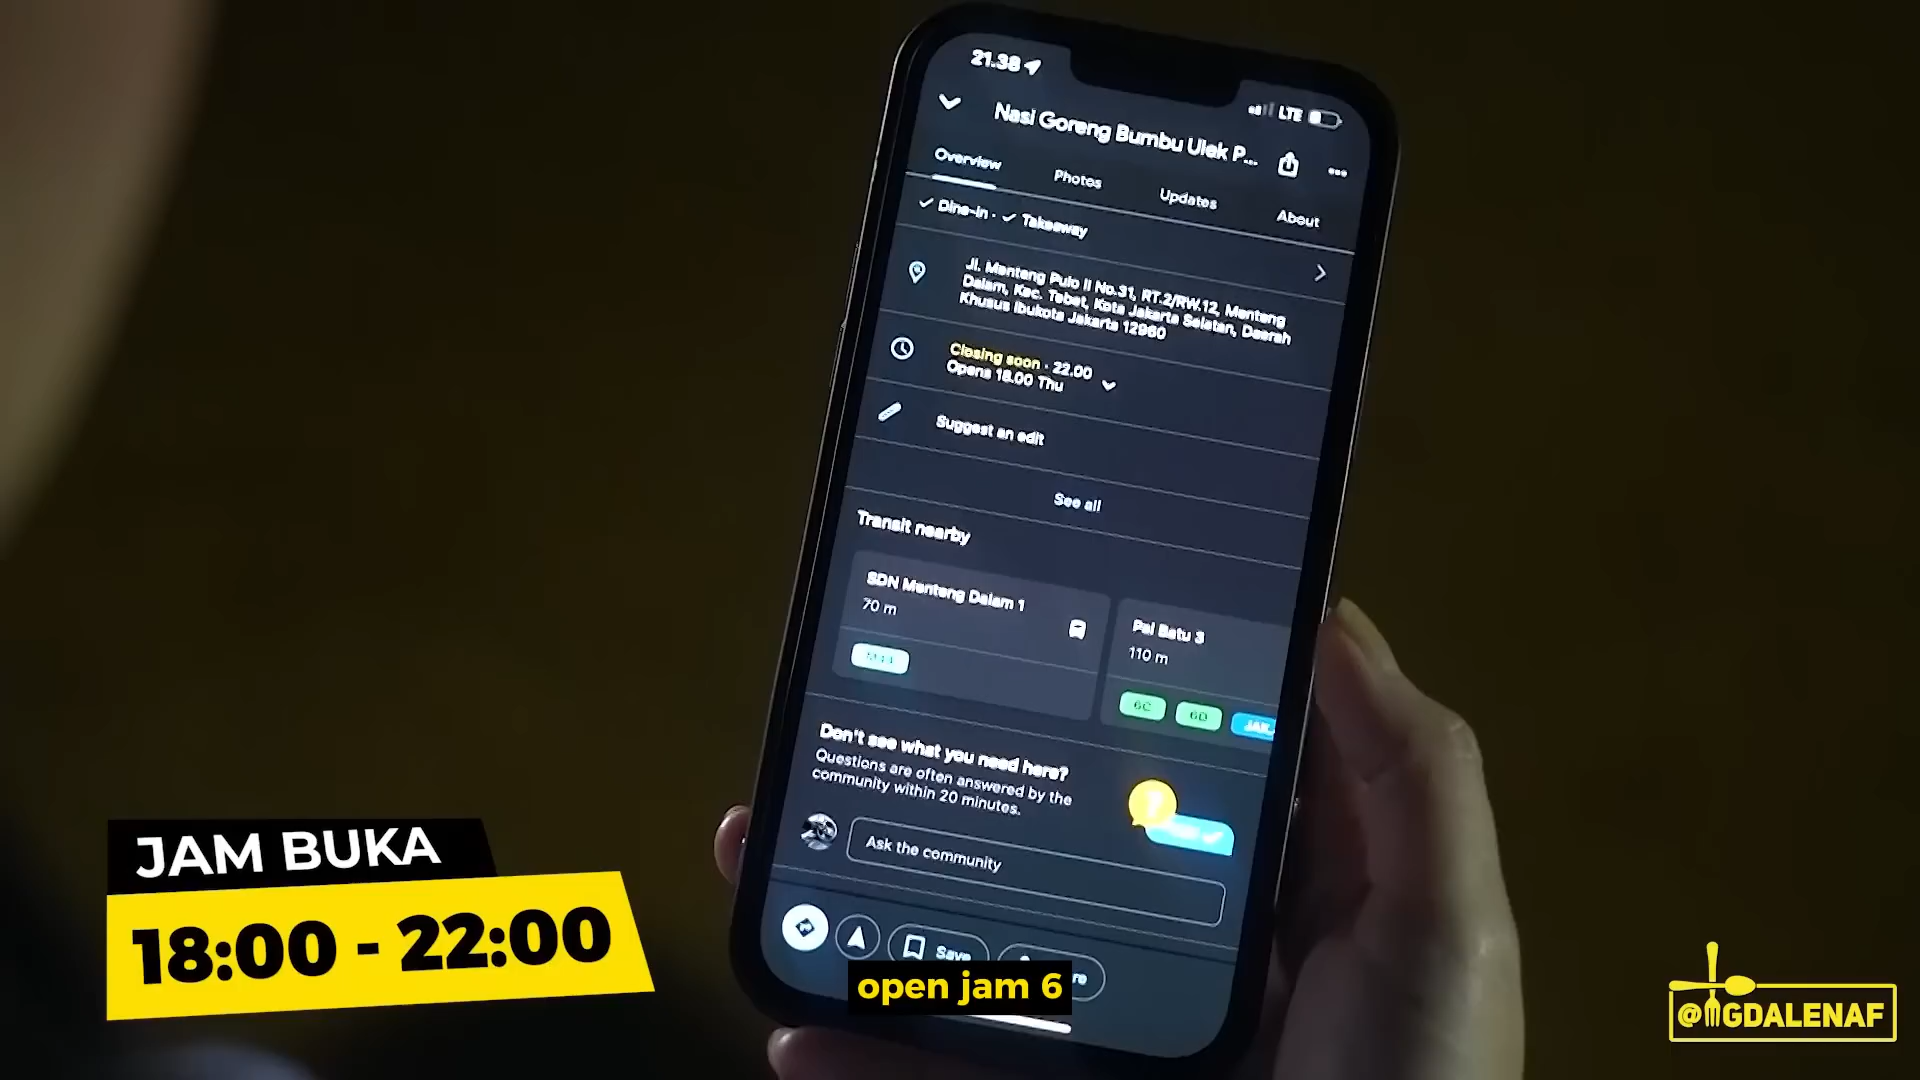 21.38
LTE
Nasi Goreng Bumbu Ulek P...
Overview
Photos
Updates
About
Dine-in · Takeaway
Jl. Menteng Pulo II No.31, RT.2/RW.12, Menteng
Dalam, Kec. Tebet, Kota Jakarta Selatan, Daerah
Khusus Ibukota Jakarta 12960
Closing soon · 22.00
Opens 18.00 Thu
Suggest an edit
See all
Transit nearby
SDN Menteng Dalam 1
70 m
Pal Batu 3
110 m
6C
6D
JAK
Don't see what you need here?
Questions are often answered by the
community within 20 minutes.
Ask the community
Save
JAM BUKA
18:00 - 22:00
open jam 6
@MGDALENAF